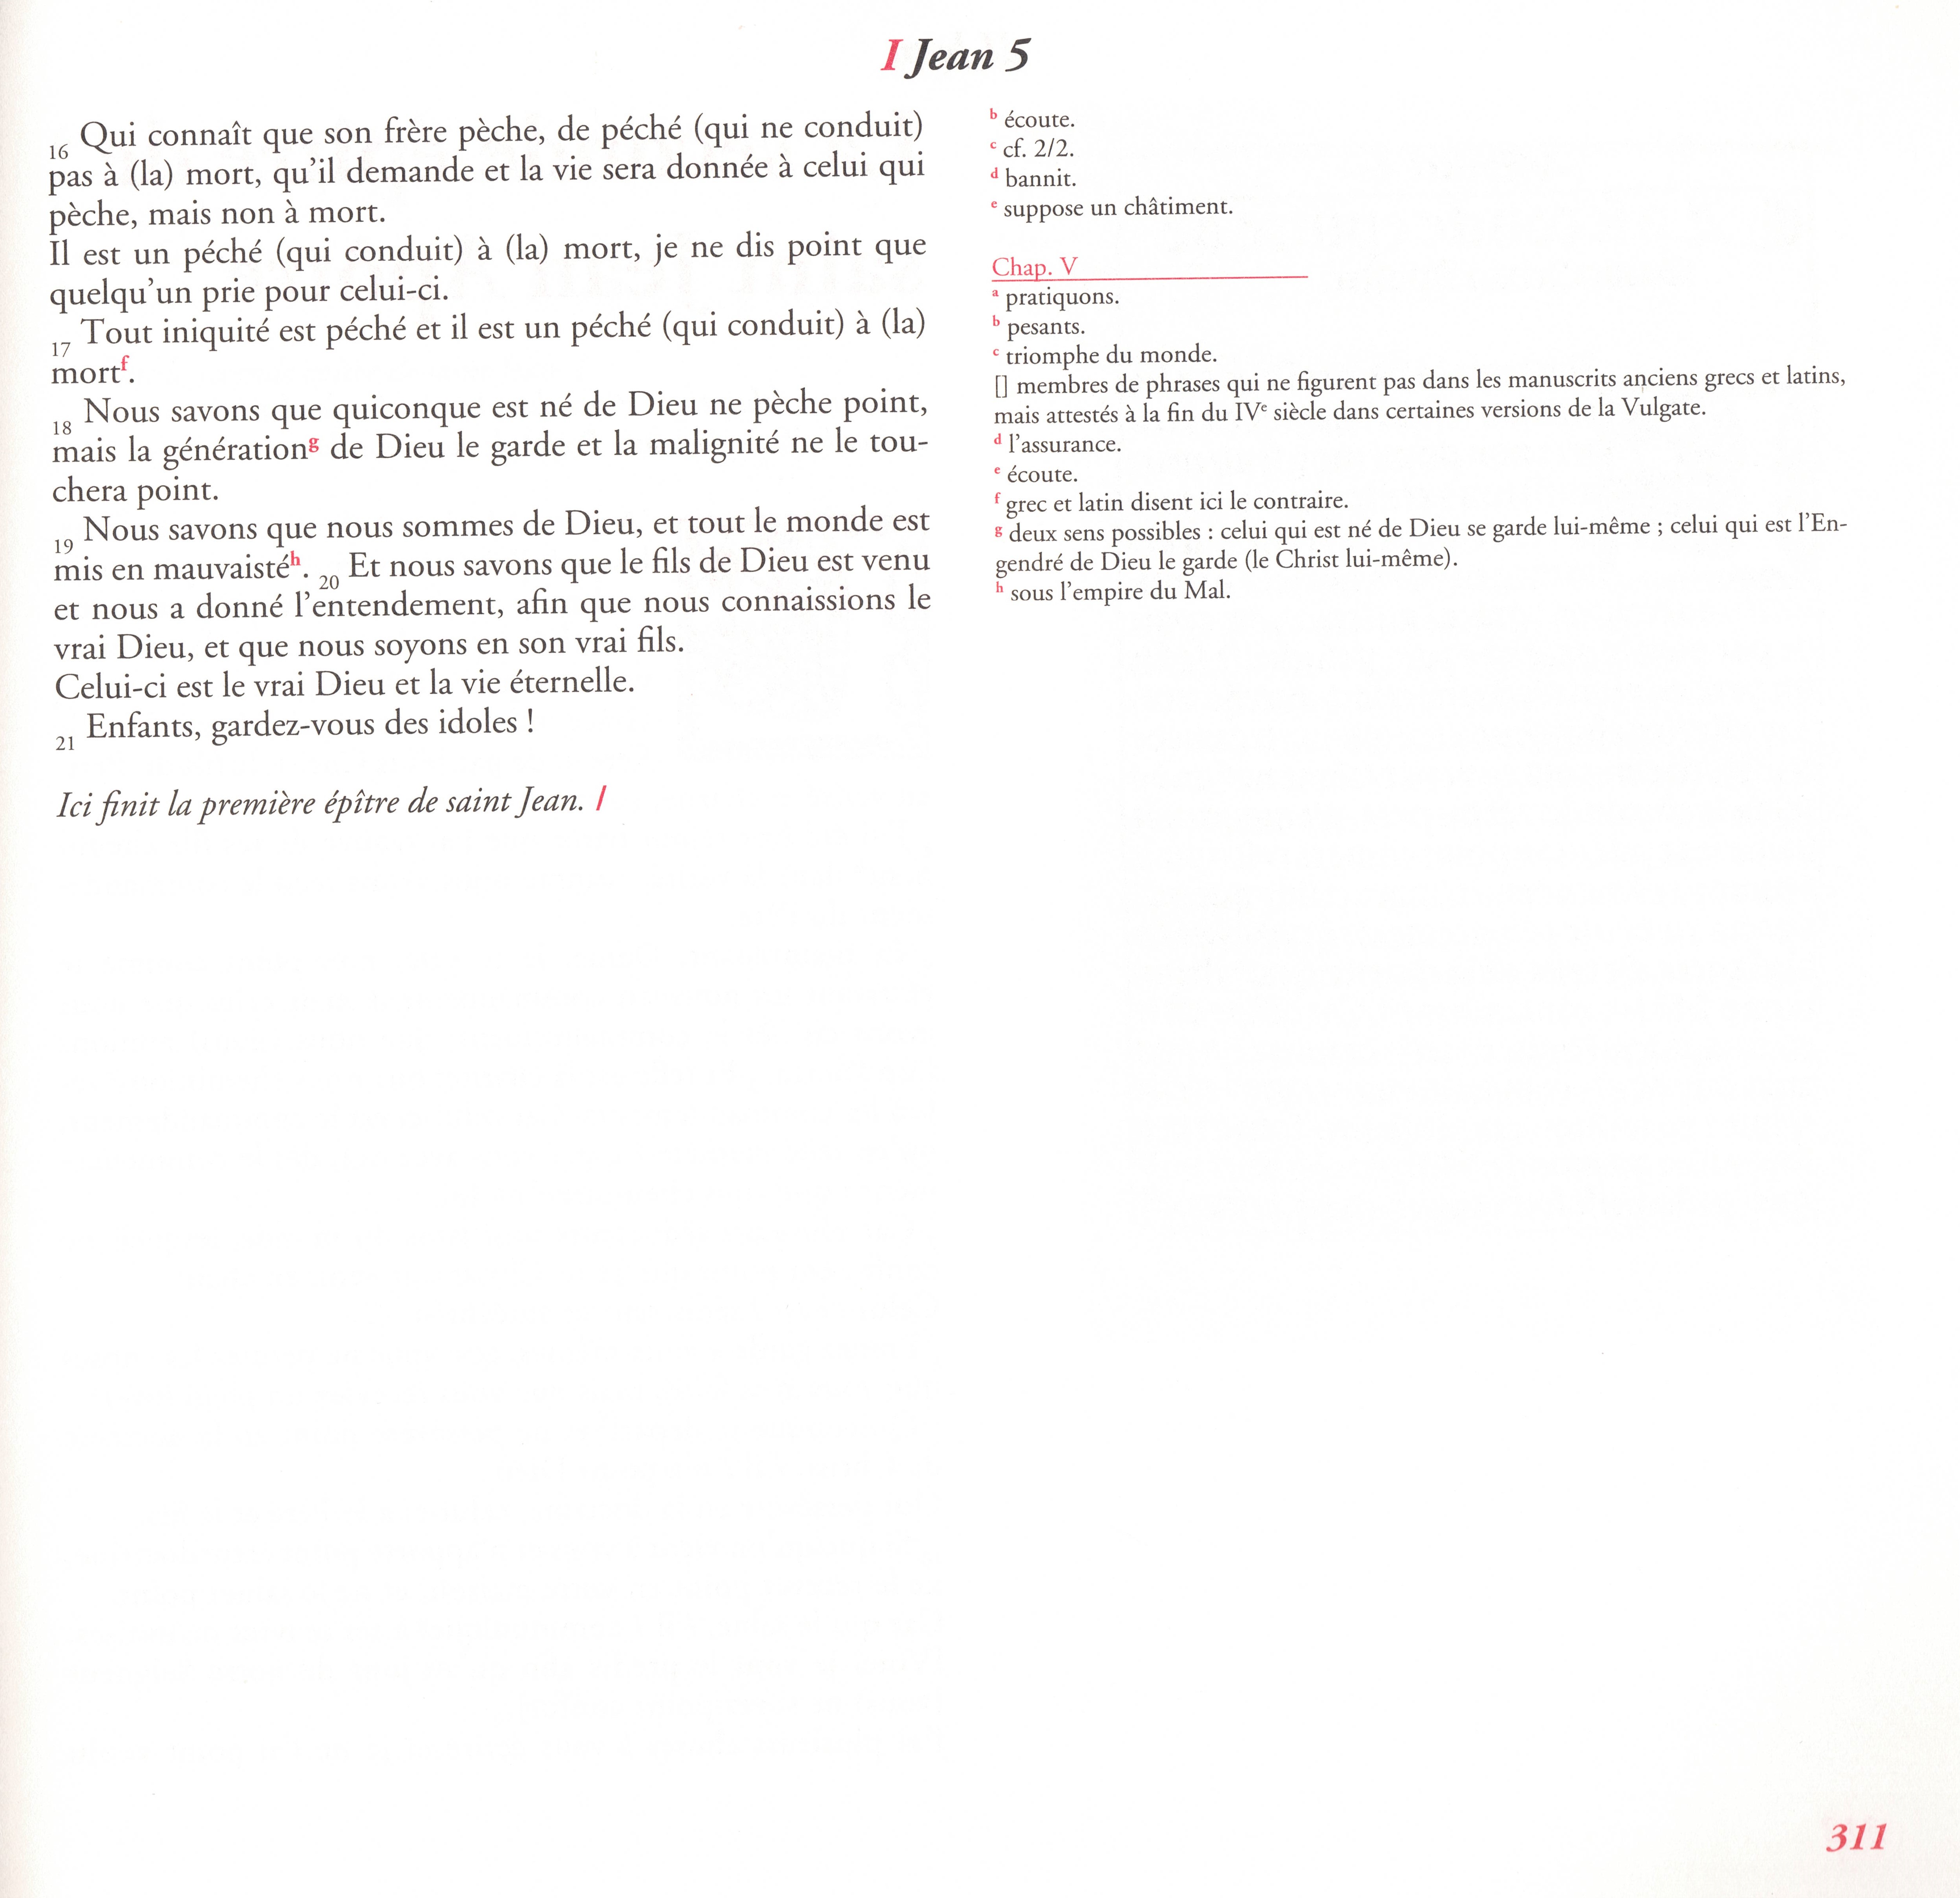 I Jean 5
16 Qui connaît que son frère pèche, de péché (qui ne conduit)
pas à (la) mort, qu’il demande et la vie sera donnée à celui qui
pèche, mais non à mort.
Il est un péché (qui conduit) à (la) mort, je ne dis point que
quelqu’un prie pour celui-ci.
17 Tout iniquité est péché et il est un péché (qui conduit) à (la)
mortf.
18 Nous savons que quiconque est né de Dieu ne pèche point,
mais la générationg de Dieu le garde et la malignité ne le tou-
chera point.
19 Nous savons que nous sommes de Dieu, et tout le monde est
mis en mauvaistéh. 20 Et nous savons que le fils de Dieu est venu
et nous a donné l’entendement, afin que nous connaissions le
vrai Dieu, et que nous soyons en son vrai fils.
Celui-ci est le vrai Dieu et la vie éternelle.
21 Enfants, gardez-vous des idoles !
Ici finit la première épître de saint Jean. /
b écoute.
c cf. 2/2.
d bannit.
e suppose un châtiment.
Chap. V
a pratiquons.
b pesants.
c triomphe du monde.
[] membres de phrases qui ne figurent pas dans les manuscrits anciens grecs et latins,
mais attestés à la fin du IVe siècle dans certaines versions de la Vulgate.
d l’assurance.
e écoute.
f grec et latin disent ici le contraire.
g deux sens possibles : celui qui est né de Dieu se garde lui-même ; celui qui est l’En-
gendré de Dieu le garde (le Christ lui-même).
h sous l’empire du Mal.
311